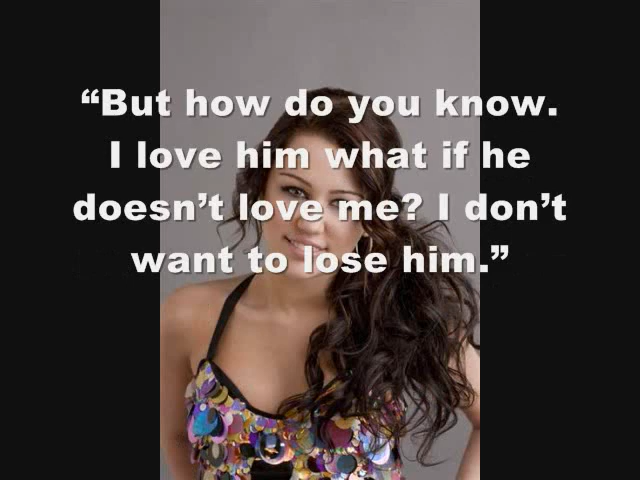 “But how do you know.
I love him what if he
doesn’t love me? I don’t
want to lose him.”